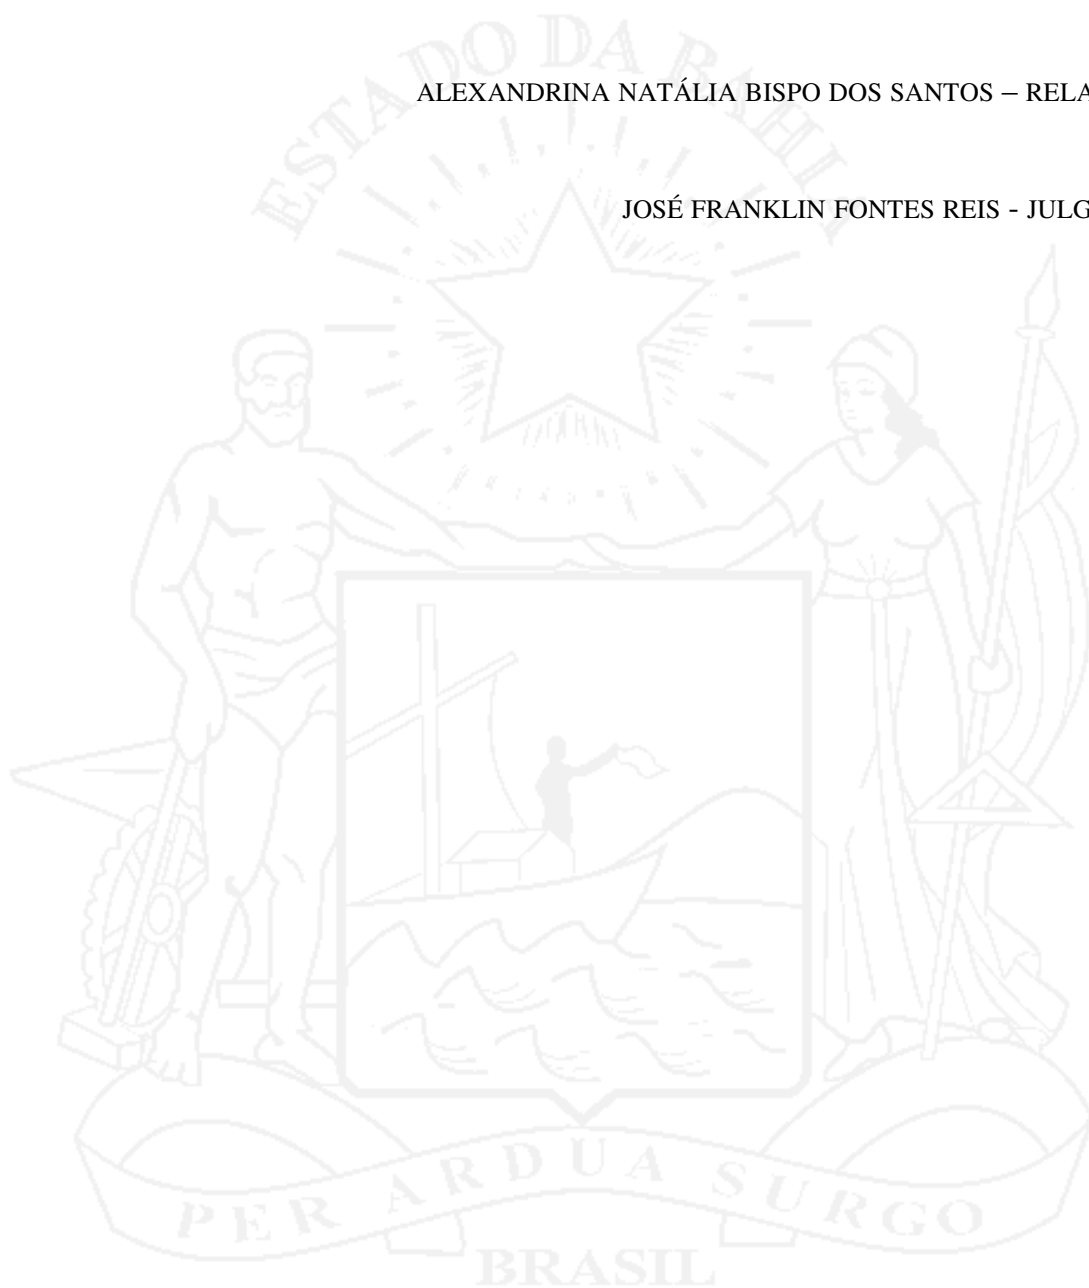 ESTADO DA BAHIA
ALEXANDRINA NATÁLIA BISPO DOS SANTOS – RELA
JOSÉ FRANKLIN FONTES REIS - JULG
PER ARDUA SURGO
BRASIL